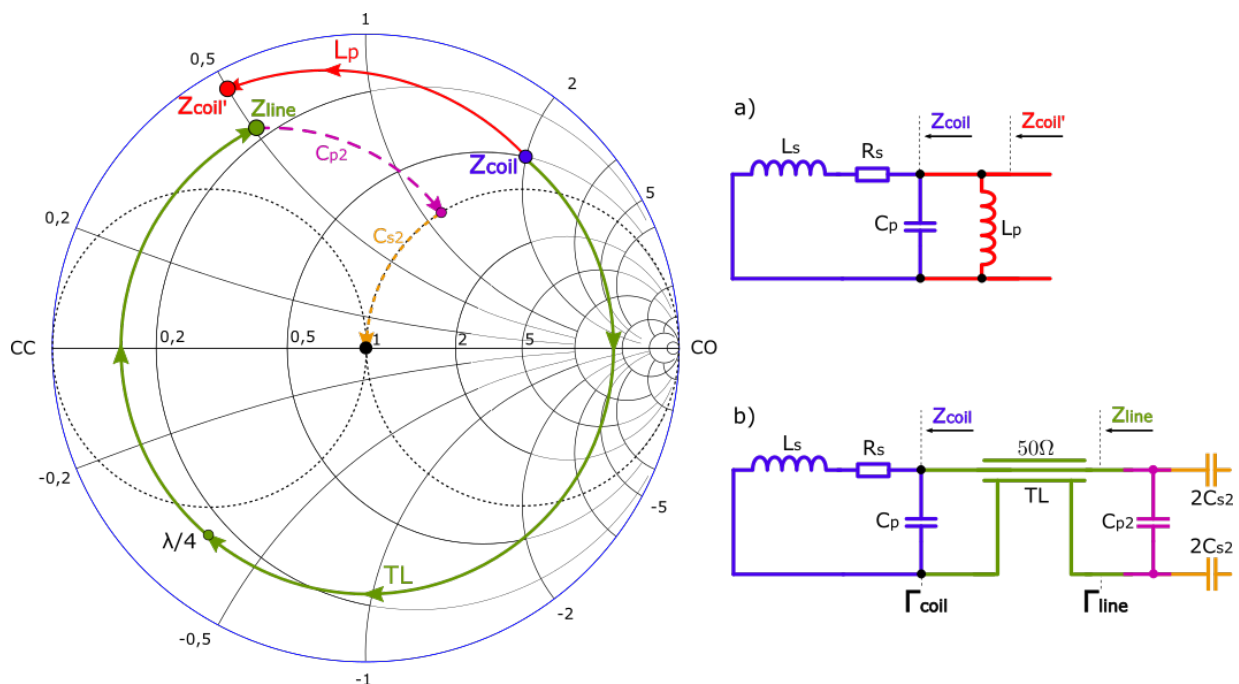 1
0,5
2
Lp
Zcoil'
Zline
Cp2
Zcoil
5
0,2
Cs2
CC
0,2
0,5
1
2
5
CO
-0,2
-5
λ/4
TL
-0,5
-2
-1
a)
Zcoil
Zcoil'
Ls
Rs
Cp
Lp
b)
Zcoil
Zline
Ls
Rs
50Ω
TL
2Cs2
Cp
Cp2
2Cs2
Γcoil
Γline